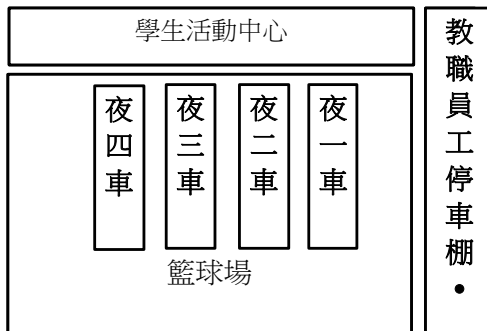 學生活動中心
夜四車
夜三車
夜二車
夜一車
籃球場
教職員工停車棚•